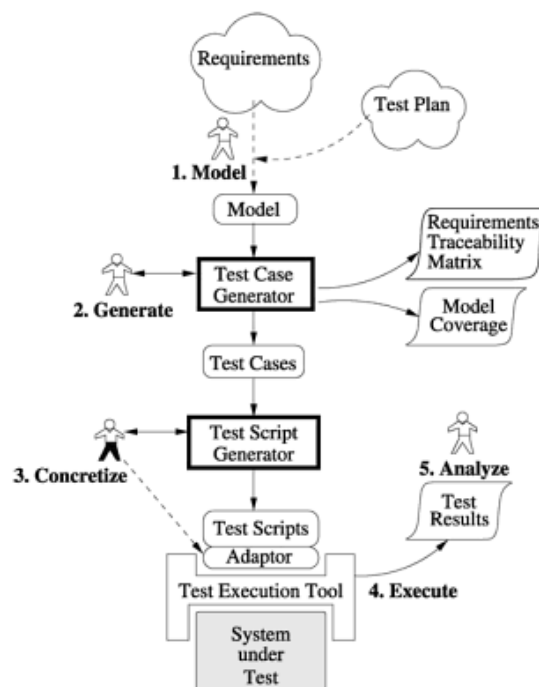 Requirements
Test Plan
1. Model
Model
Requirements
Traceability
Matrix
Test Case
Generator
2. Generate
Model
Coverage
Test Cases
Test Script
Generator
3. Concretize
5. Analyze
Test
Results
Test Scripts
Adaptor
Test Execution Tool
4. Execute
System
under
Test